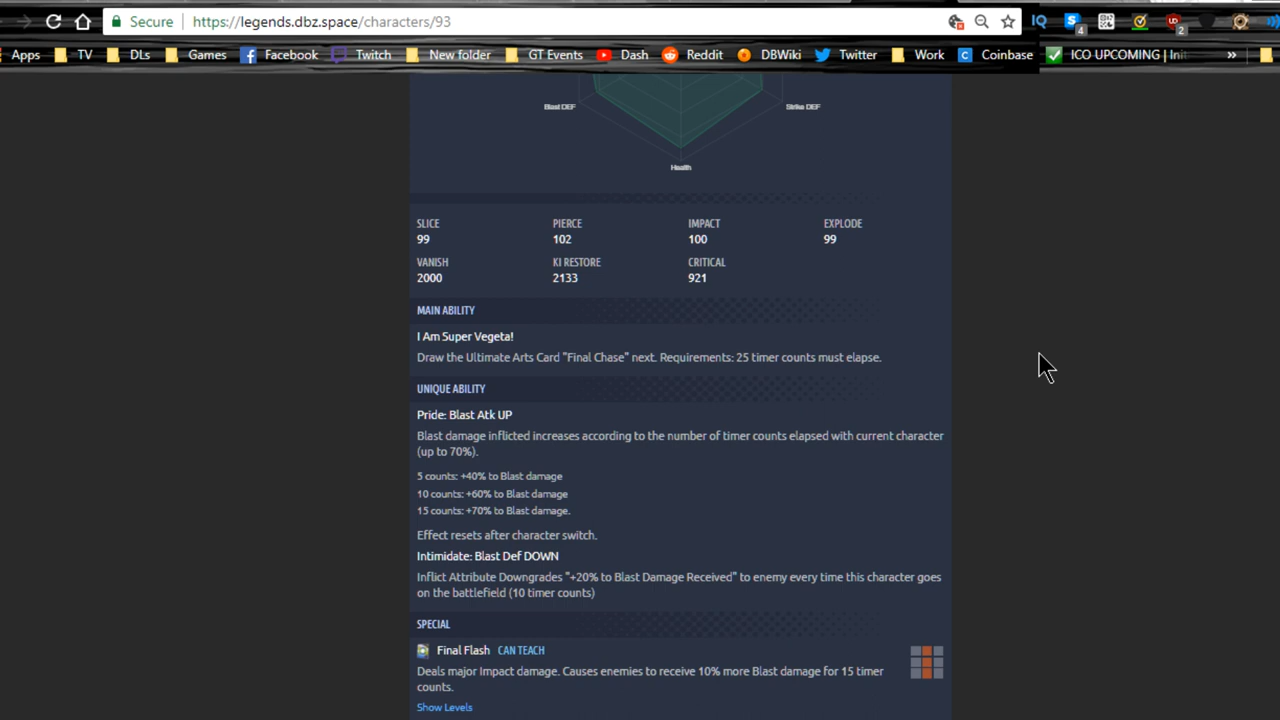 Secure https://legends.dbz.space/characters/93
IQ
4
2
Apps TV DLs Games Facebook Twitch New folder GT Events Dash Reddit DBWiki Twitter Work Coinbase ICO UPCOMING | Ini »
Blast DEF Strike DEF
Health
SLICE PIERCE IMPACT EXPLODE
99 102 100 99
VANISH KI RESTORE CRITICAL
2000 2133 921
MAIN ABILITY
I Am Super Vegeta!
Draw the Ultimate Arts Card "Final Chase" next. Requirements: 25 timer counts must elapse.
UNIQUE ABILITY
Pride: Blast Atk UP
Blast damage inflicted increases according to the number of timer counts elapsed with current character
(up to 70%).
5 counts: +40% to Blast damage
10 counts: +60% to Blast damage
15 counts: +70% to Blast damage.
Effect resets after character switch.
Intimidate: Blast Def DOWN
Inflict Attribute Downgrades "+20% to Blast Damage Received" to enemy every time this character goes
on the battlefield (10 timer counts)
SPECIAL
Final Flash CAN TEACH
Deals major Impact damage. Causes enemies to receive 10% more Blast damage for 15 timer
counts.
Show Levels